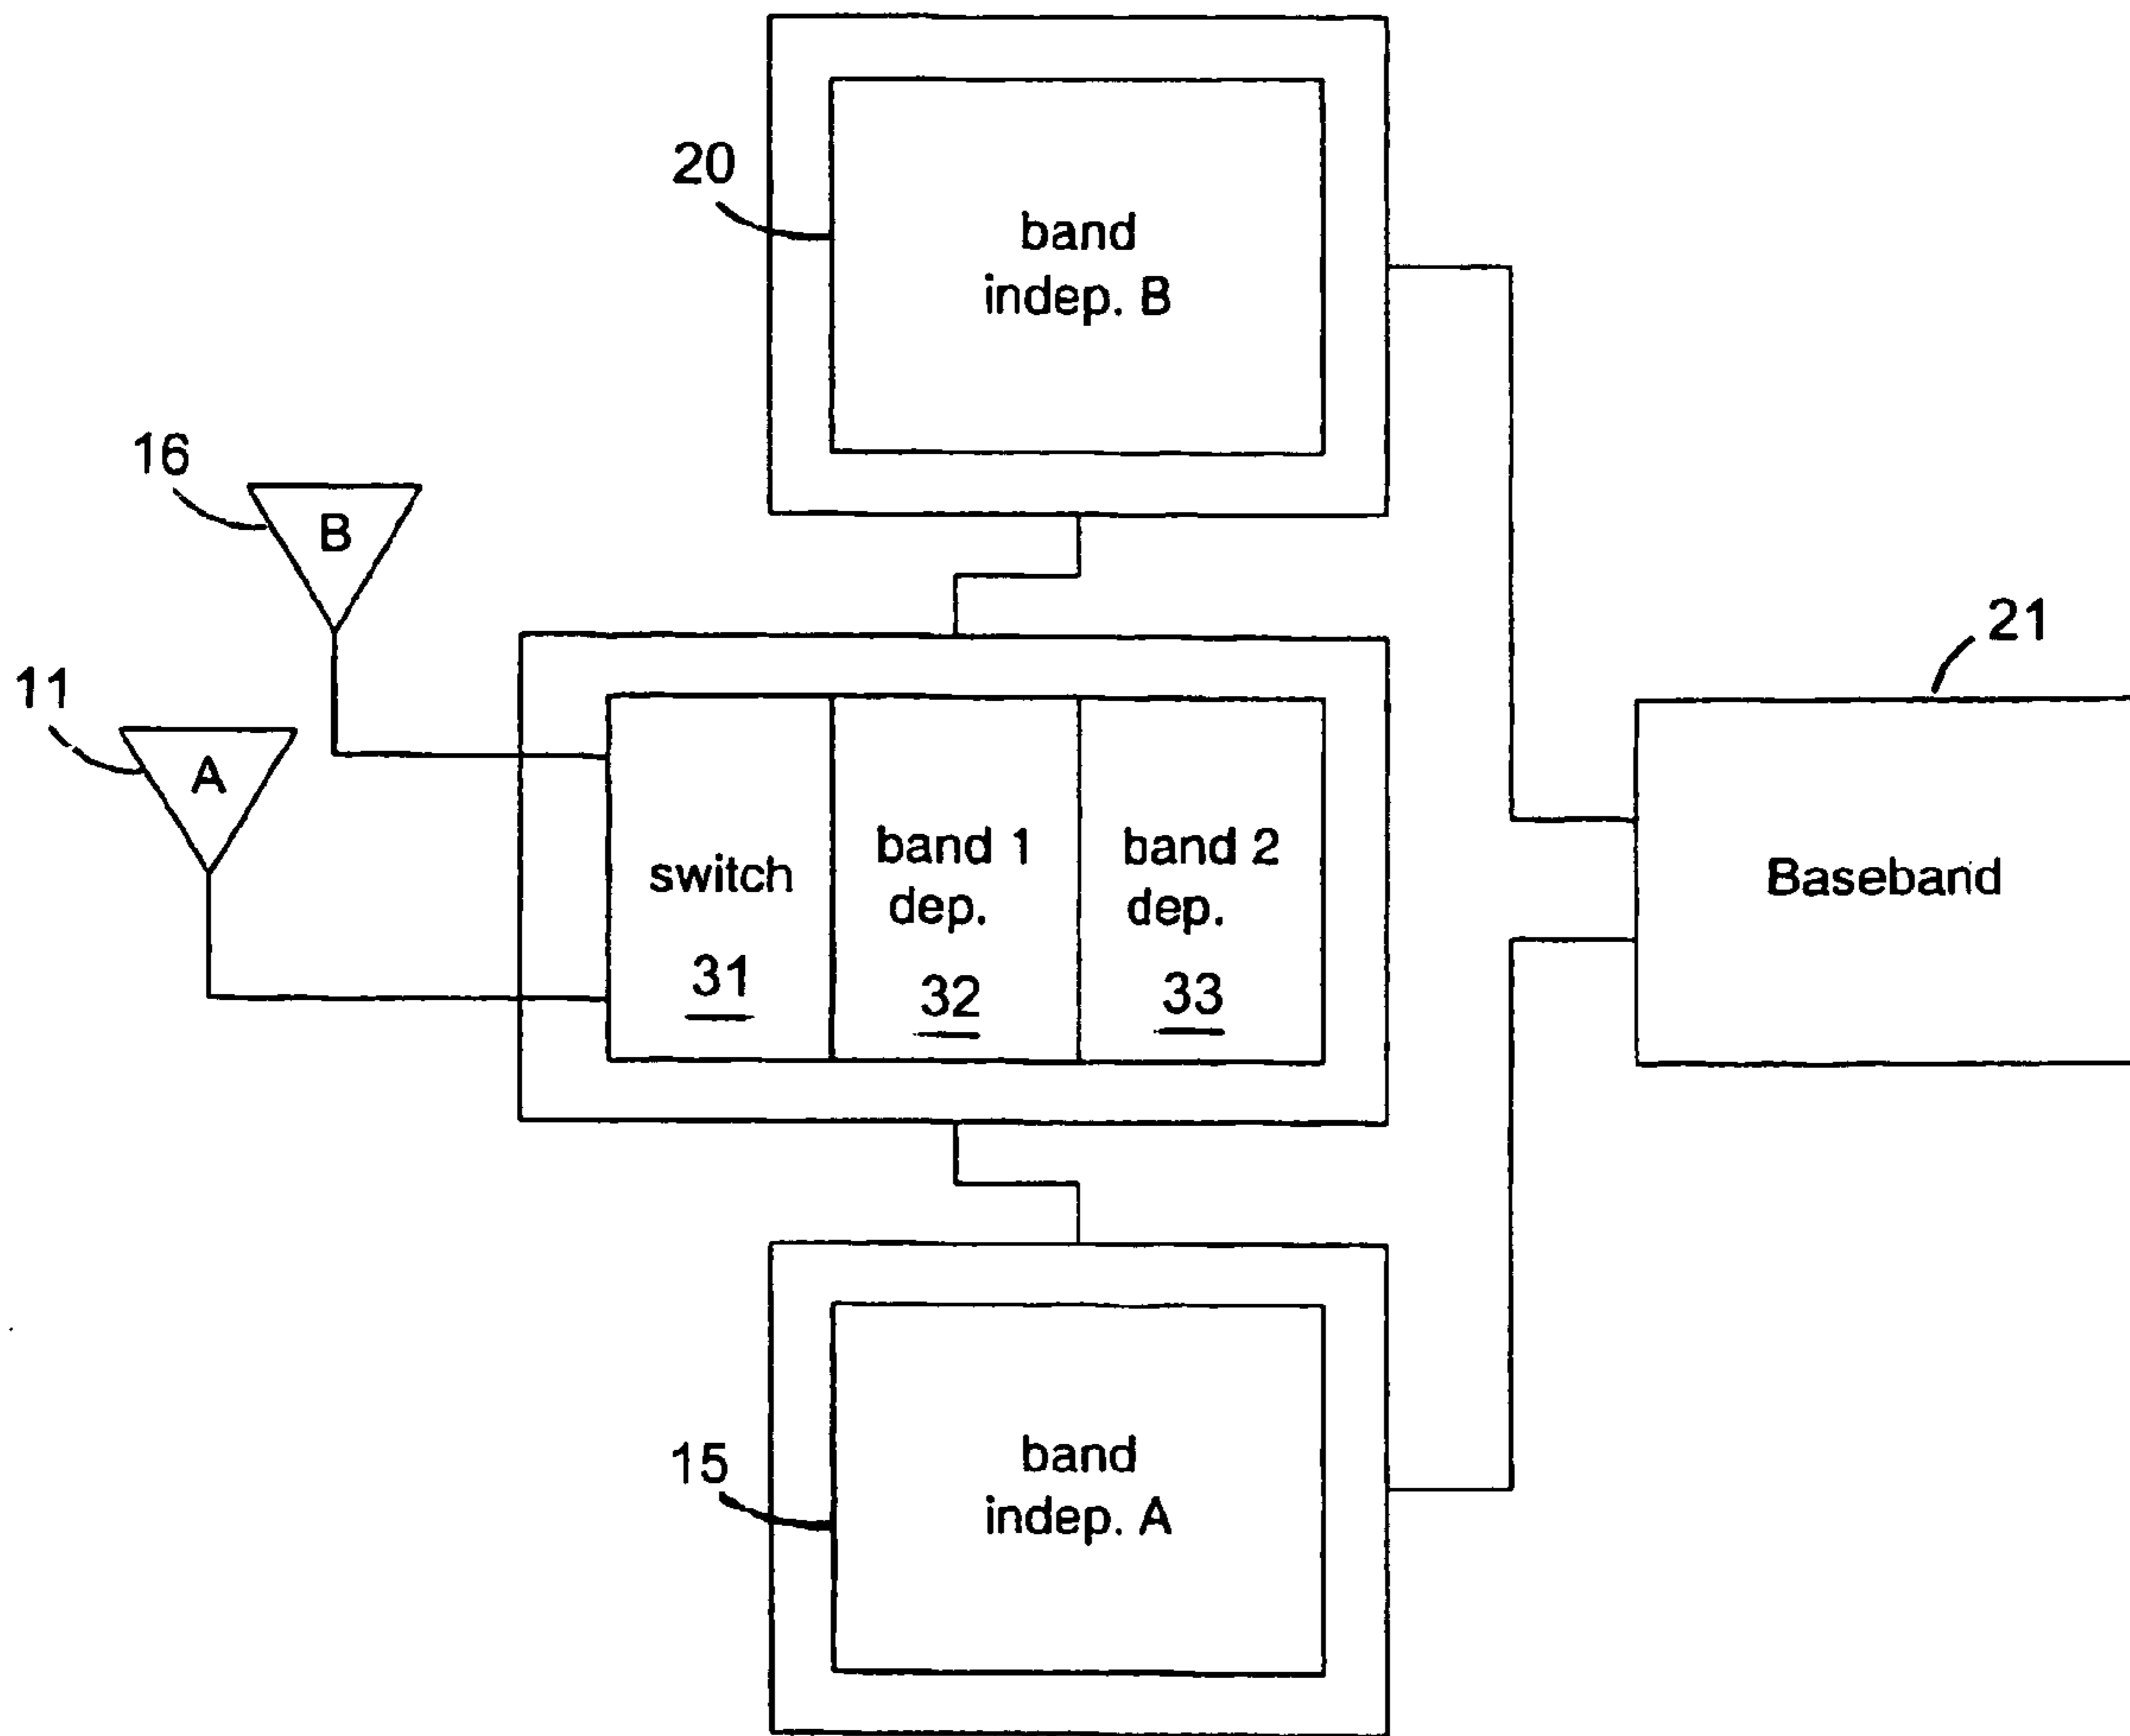 20
band
indep. B
16
B
11
A
switch
31
band 1
dep.
32
band 2
dep.
33
21
Baseband
15
band
indep. A